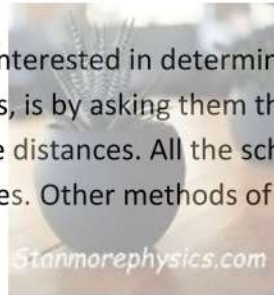 nterested in determin
s, is by asking them th
e distances. All the sch
es. Other methods of
Stanmorephysics.com